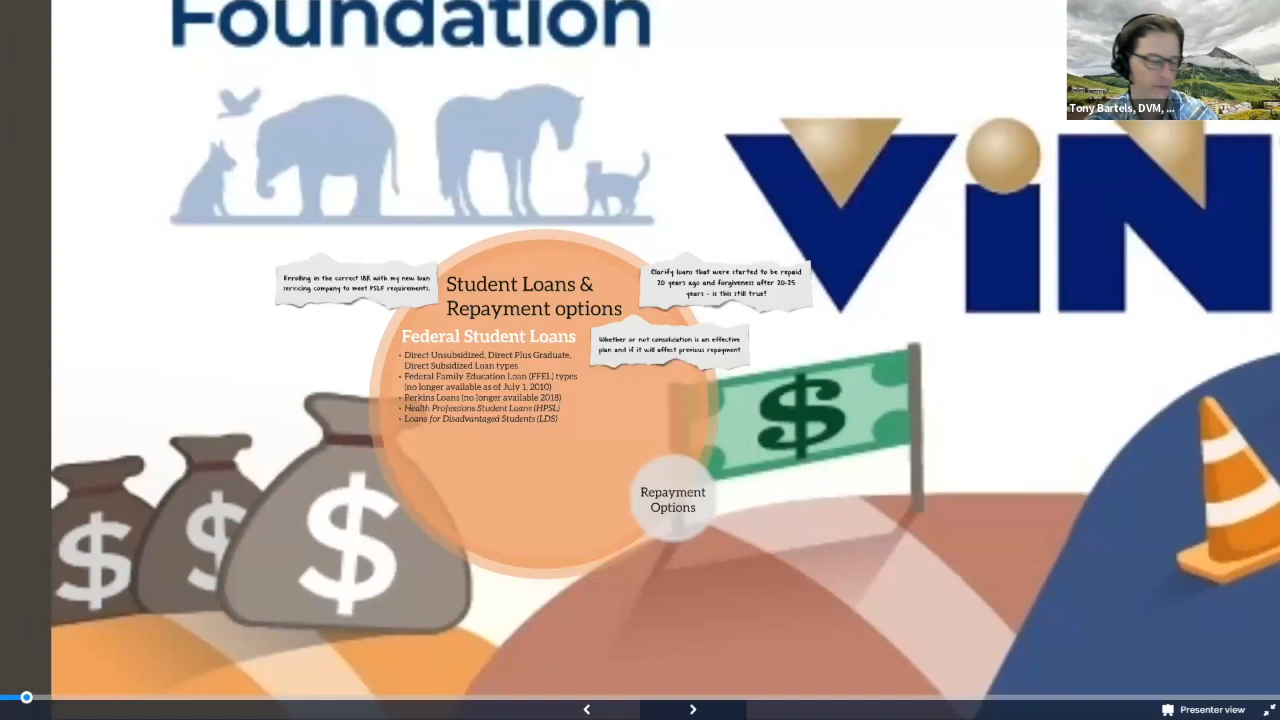 Foundation
Tony Bartels, DVM, ...
ViN
Enrolling in the correct IBR with my new loan
servicing company to meet PSLF requirements.
Student Loans &
Repayment options
Clarify loans that were started to be repaid
20 years ago and forgiveness after 20-25
years - is this still true?
Federal Student Loans
Whether or not consolidation is an effective
plan and if it will affect previous repayment
• Direct Unsubsidized, Direct Plus Graduate,
Direct Subsidized Loan types
• Federal Family Education Loan (FFEL) types
(no longer available as of July 1, 2010)
• Perkins Loans (no longer available 2018)
• Health Professions Student Loans (HPSL)
• Loans for Disadvantaged Students (LDS)
$
$
$
$
Repayment
Options
Presenter view